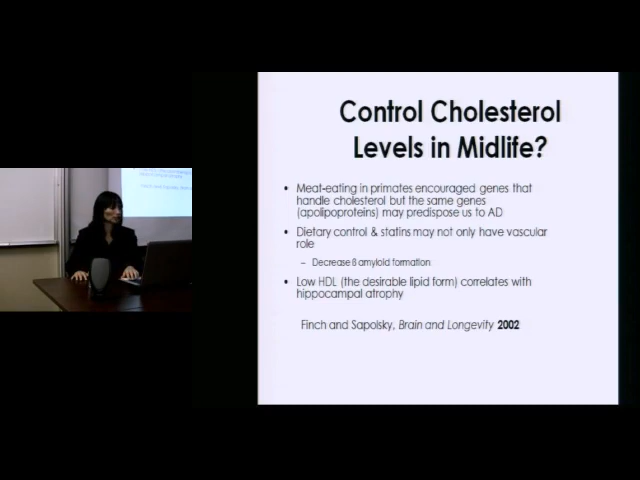 Control Cholesterol
Levels in Midlife?
• Meat-eating in primates encouraged genes that
handle cholesterol but the same genes
(apolipoproteins) may predispose us to AD
• Dietary control & statins may not only have vascular
role
– Decrease ß amyloid formation
• Low HDL (the desirable lipid form) correlates with
hippocampal atrophy
Finch and Sapolsky, Brain and Longevity 2002